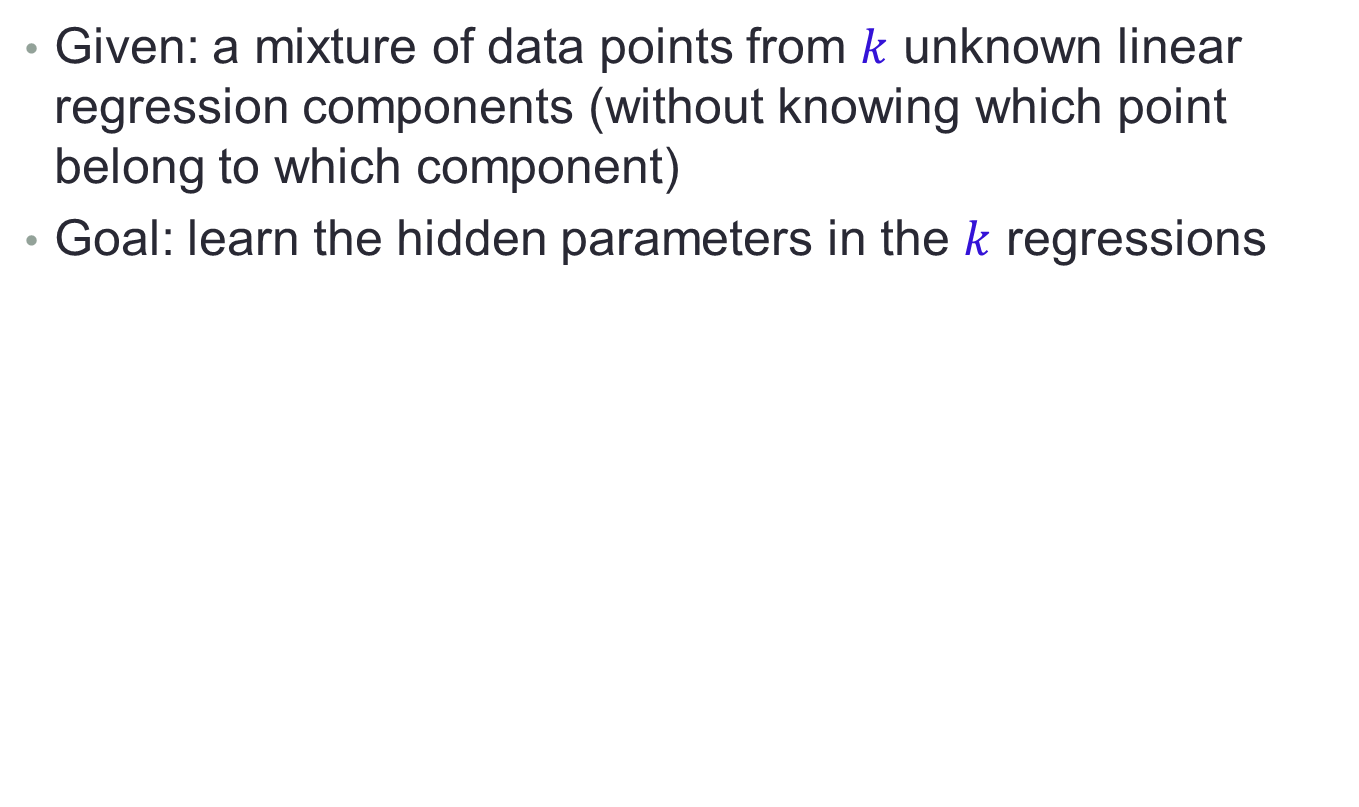 • Given: a mixture of data points from k unknown linear
regression components (without knowing which point
belong to which component)
• Goal: learn the hidden parameters in the k regressions